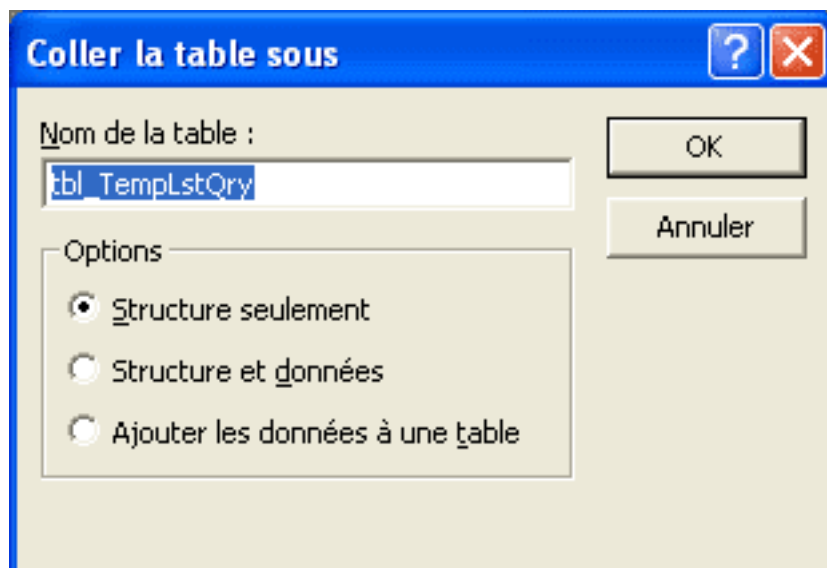 Coller la table sous
Nom de la table :
tbl_TempLstQry
OK
Annuler
Options
Structure seulement
Structure et données
Ajouter les données à une table